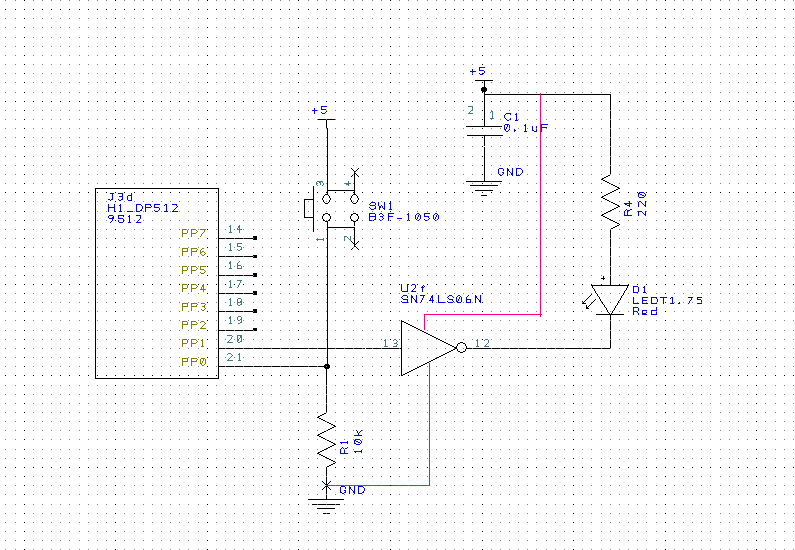 +5
2
1
C1
0.1uF
GND
+5
3
4
SW1
B3F-1050
1
2
J3d
H1_DP512
9S12
PP7 14
PP6 15
PP5 16
PP4 17
PP3 18
PP2 19
PP1 20
PP0 21
R4
220
+
D1
LEDT1.75
Red
U2f
SN74LS06N
13
12
R1
10k
GND